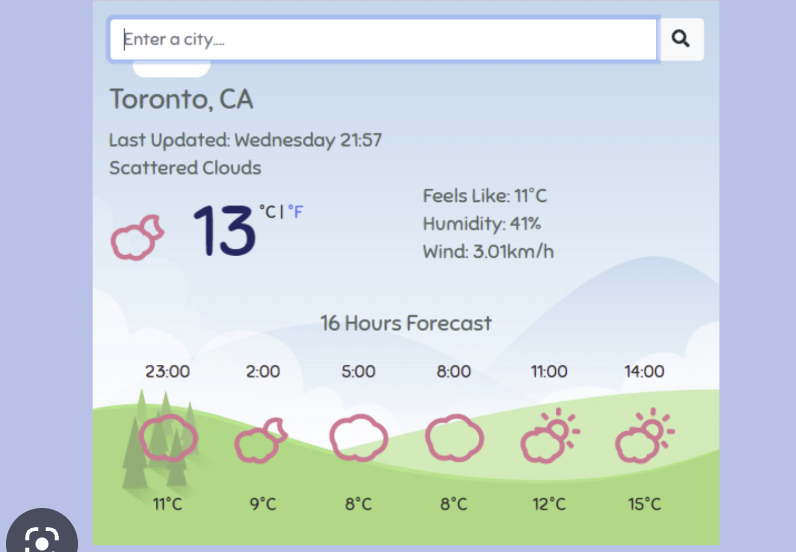 Enter a city....
Toronto, CA
Last Updated: Wednesday 21:57
Scattered Clouds
13 °C | °F
Feels Like: 11°C
Humidity: 41%
Wind: 3.01km/h
16 Hours Forecast
23:00 2:00 5:00 8:00 11:00 14:00
11°C 9°C 8°C 8°C 12°C 15°C